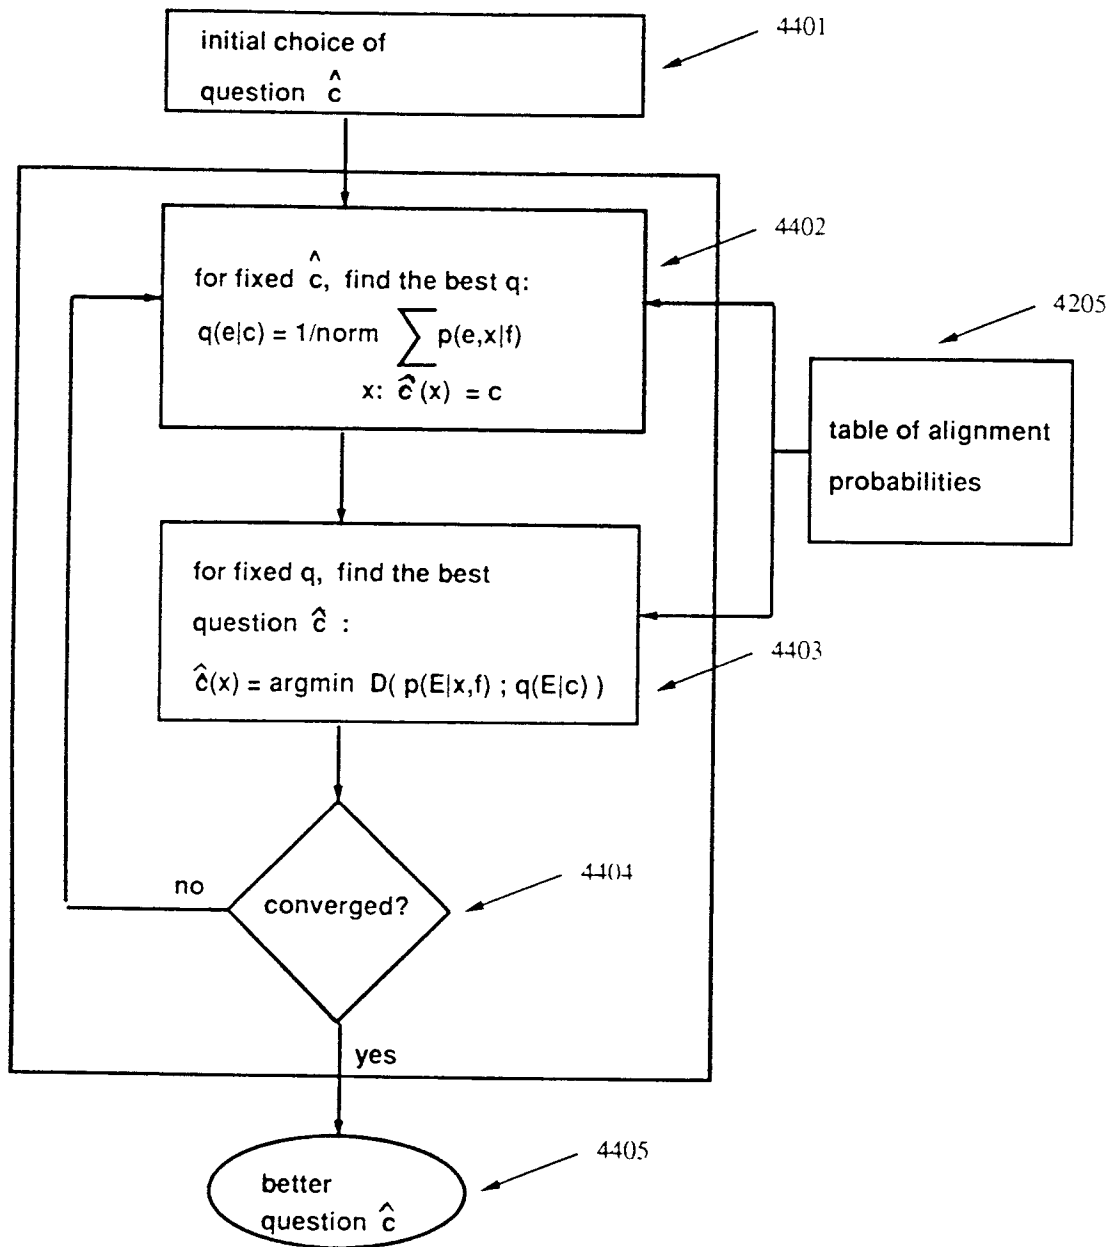 initial choice of
question ĉ
4401
4402
for fixed ĉ, find the best q:
q(e|c) = 1/norm ∑ p(e,x|f)
x: ĉ(x) = c
4205
table of alignment
probabilities
for fixed q, find the best
question ĉ :
ĉ(x) = argmin D( p(E|x,f) ; q(E|c) )
4403
4404
no
converged?
yes
4405
better
question ĉ